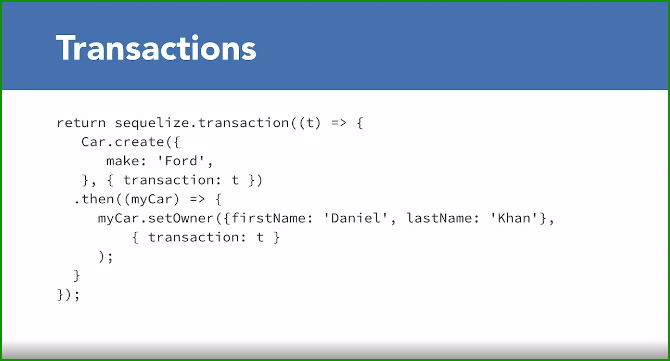 Transactions
return sequelize.transaction((t) => {
Car.create({
make: 'Ford',
}, { transaction: t })
.then((myCar) => {
myCar.setOwner({firstName: 'Daniel', lastName: 'Khan'},
{ transaction: t }
);
}
});